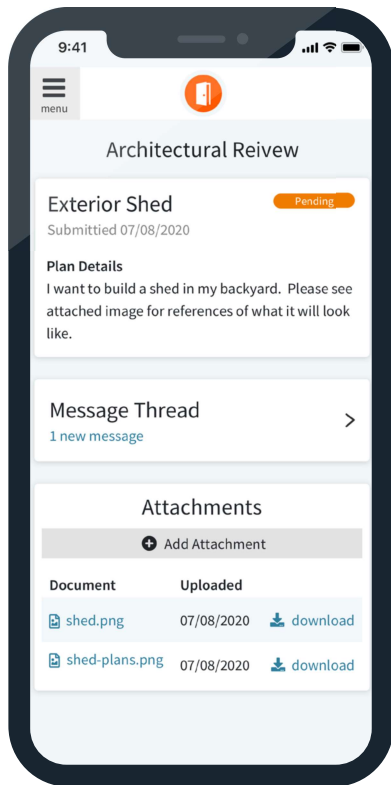 9:41
menu
Architectural Reivew
Exterior Shed
Pending
Submittied 07/08/2020
Plan Details
I want to build a shed in my backyard. Please see
attached image for references of what it will look
like.
Message Thread
1 new message
Attachments
Add Attachment
Document Uploaded
shed.png 07/08/2020 download
shed-plans.png 07/08/2020 download